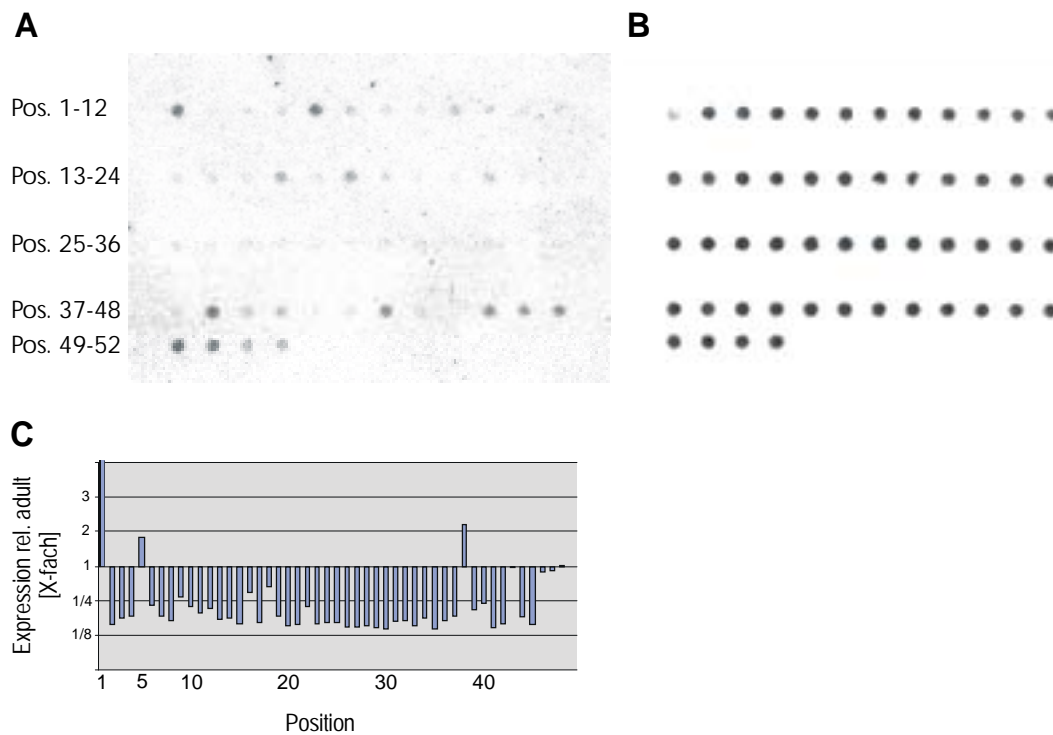 A
B
Pos. 1-12
Pos. 13-24
Pos. 25-36
Pos. 37-48
Pos. 49-52
C
Expression rel. adult
[X-fach]
3
2
1
1/4
1/8
1 5 10 20 30 40
Position